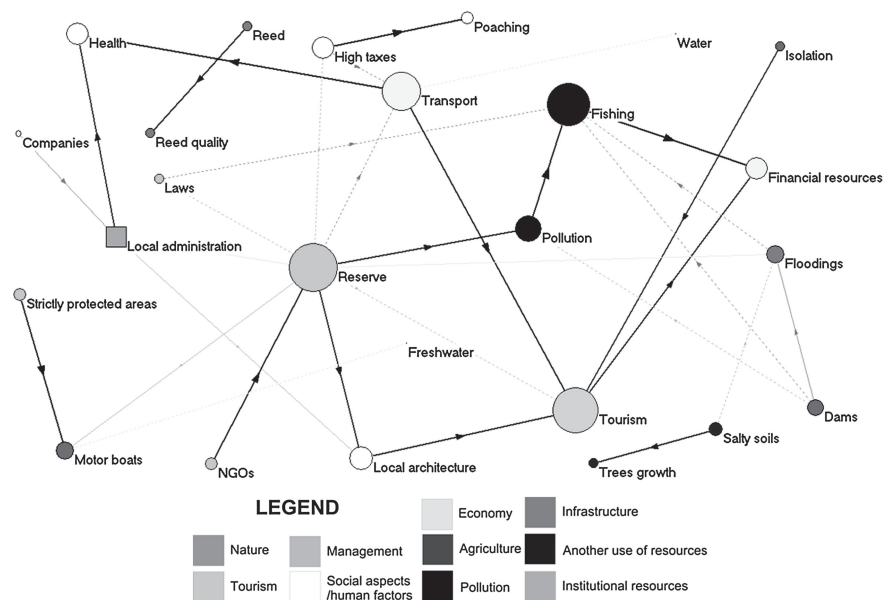 Poaching
Reed
Health
High taxes
Water
Isolation
Transport
Fishing
Companies
Reed quality
Financial resources
Laws
Local administration
Pollution
Reserve
Floodings
Strictly protected areas
Freshwater
Tourism
Dams
Salty soils
Motor boats
NGOs
Local architecture
Trees growth
LEGEND
Economy
Infrastructure
Nature
Management
Agriculture
Another use of resources
Tourism
Social aspects
/human factors
Pollution
Institutional resources